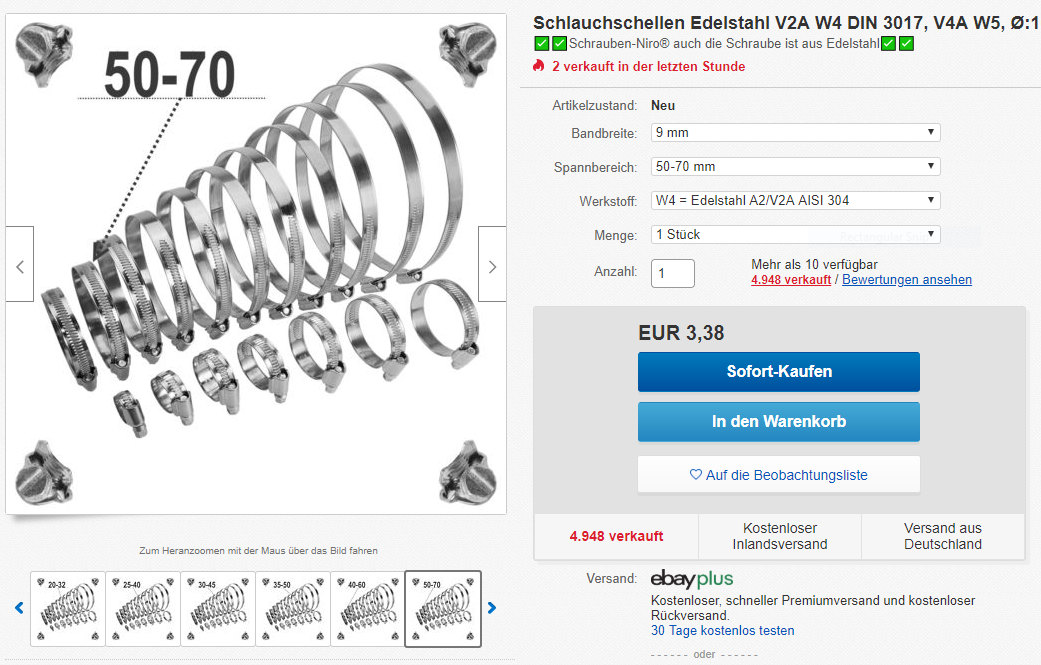 50-70
Zum Heranzoomen mit der Maus über das Bild fahren
20-32
25-40
30-45
35-50
40-60
50-70
Schlauchschellen Edelstahl V2A W4 DIN 3017, V4A W5, Ø:1
Schrauben-Niro® auch die Schraube ist aus Edelstahl
2 verkauft in der letzten Stunde
Artikelzustand: Neu
Bandbreite: 9 mm
Spannbereich: 50-70 mm
Werkstoff: W4 = Edelstahl A2/V2A AISI 304
Menge: 1 Stück
Anzahl: 1
Mehr als 10 verfügbar
4.948 verkauft / Bewertungen ansehen
EUR 3,38
Sofort-Kaufen
In den Warenkorb
Auf die Beobachtungsliste
4.948 verkauft
Kostenloser
Inlandsversand
Versand aus
Deutschland
Versand: ebayplus
Kostenloser, schneller Premiumversand und kostenloser
Rückversand.
30 Tage kostenlos testen
------ oder ------